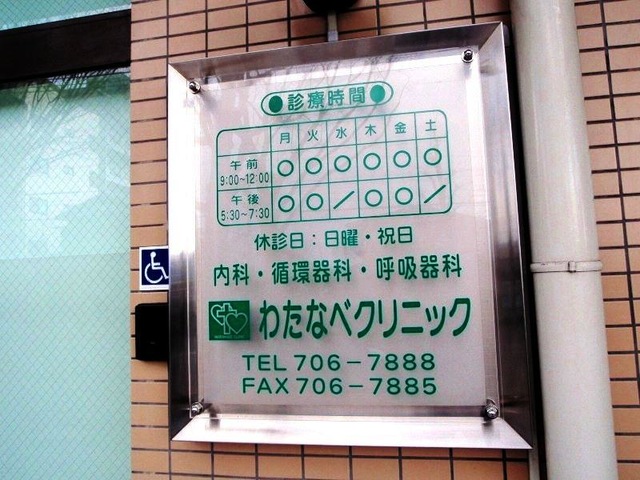 ●診療時間●
月 火 水 木 金 土
午前 9:00~12:00 ○ ○ ○ ○ ○ ○
午後 5:30~7:30 ○ ○ ／ ○ ○ ／
休診日：日曜・祝日
内科・循環器科・呼吸器科
わたなべクリニック
TEL 706-7888
FAX 706-7885